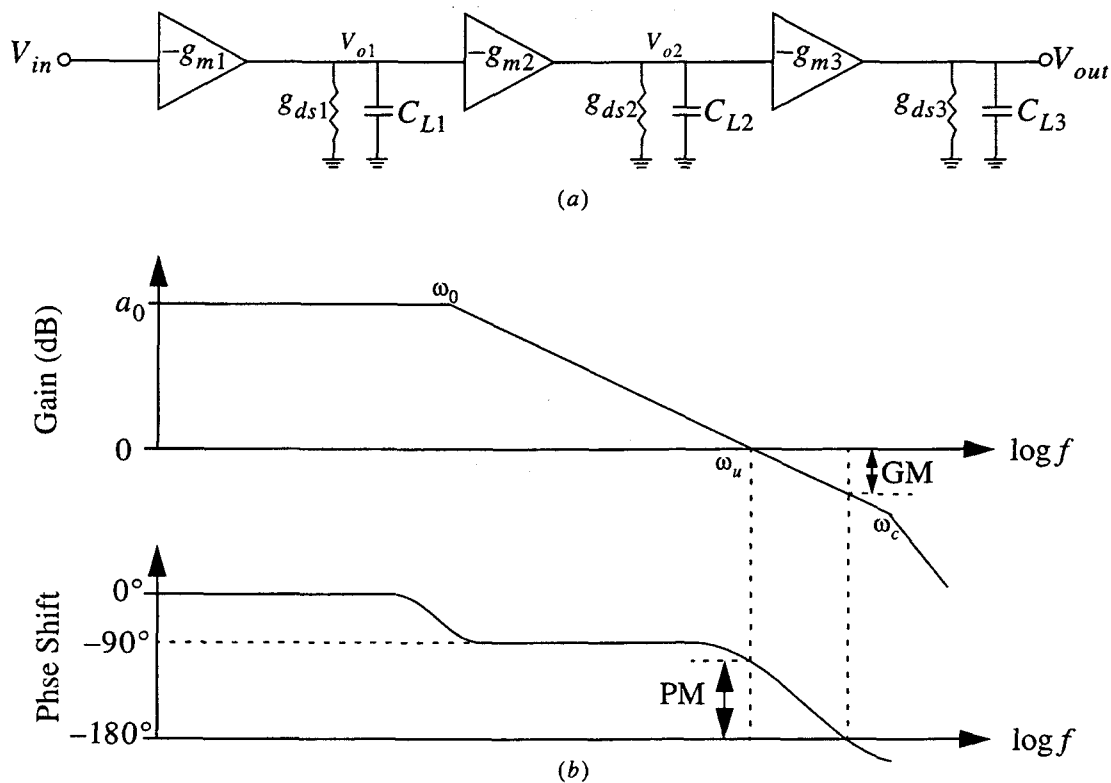 V_in −g_m1 V_o1 −g_m2 V_o2 −g_m3 V_out
g_ds1 C_L1 g_ds2 C_L2 g_ds3 C_L3
(a)
Gain (dB)
a_0 ω_0
0 ω_u GM log f
ω_c
Phse Shift
0°
−90°
PM
−180° log f
(b)